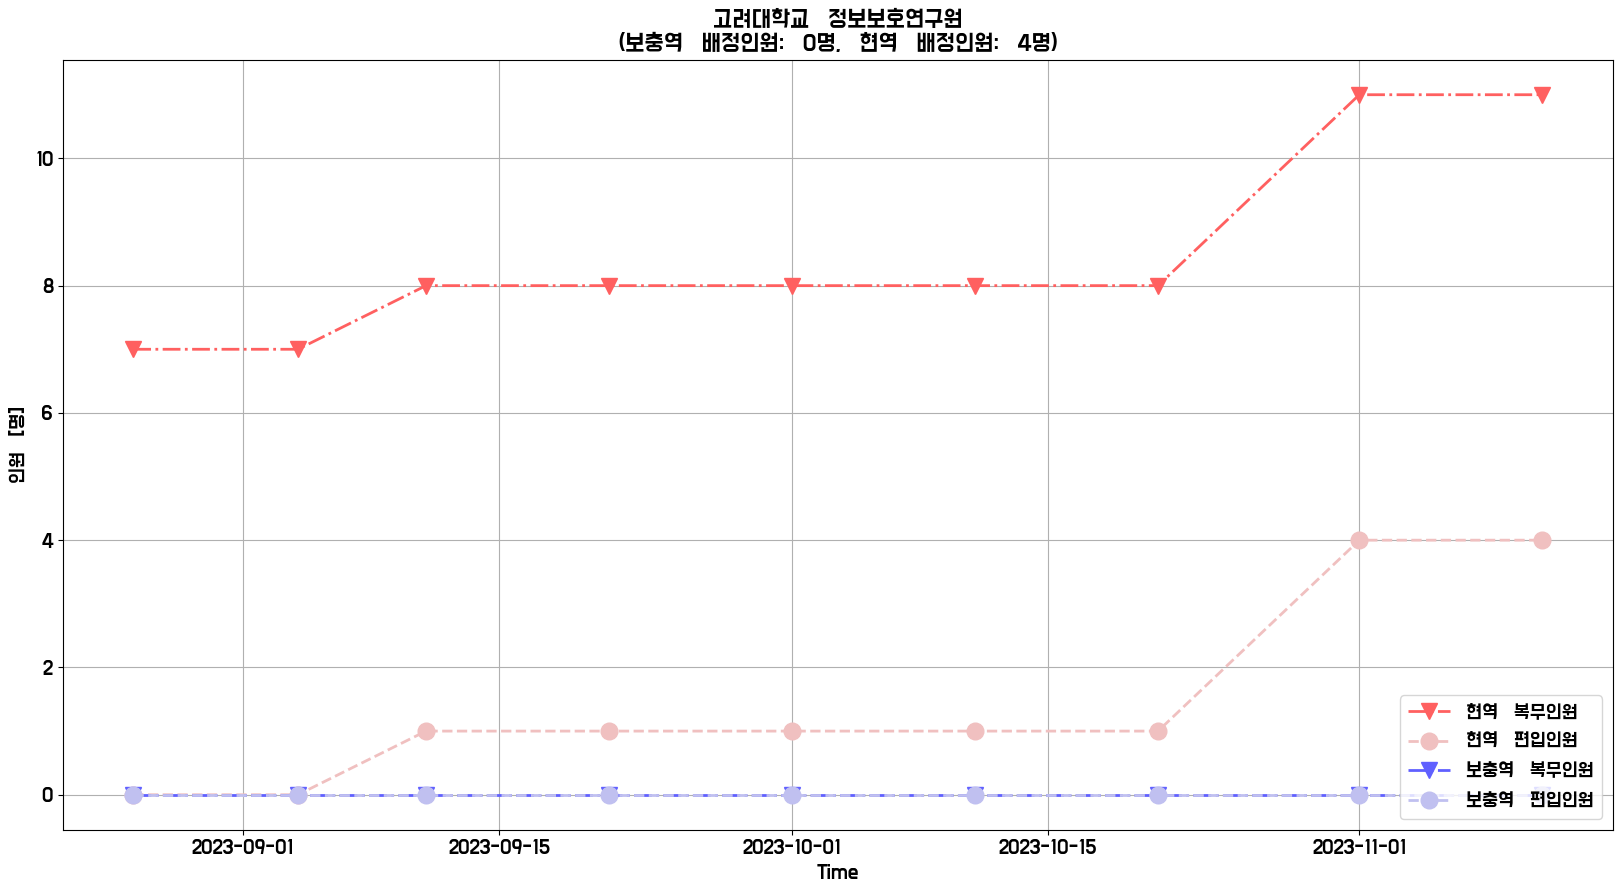 고려대학교 정보보호연구원
(보충역 배정인원: 0명, 현역 배정인원: 4명)
인원 [명]
10
8
6
4
2
0
현역 복무인원
현역 편입인원
보충역 복무인원
보충역 편입인원
2023-09-01
2023-09-15
2023-10-01
2023-10-15
2023-11-01
Time